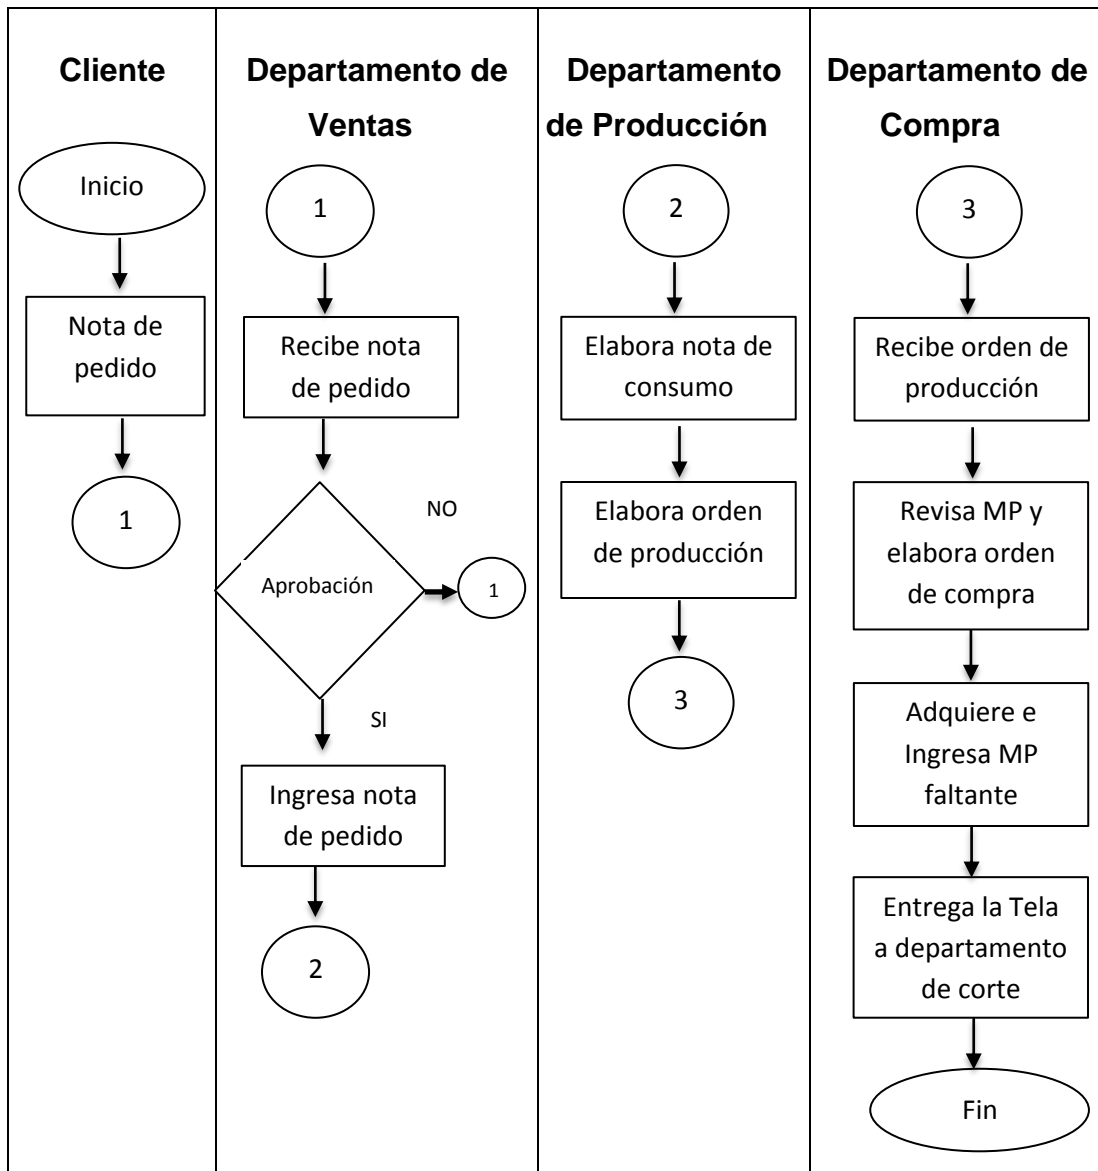 Cliente
Inicio
Nota de
pedido
1
Departamento de
Ventas
1
Recibe nota
de pedido
Aprobación
NO
1
SI
Ingresa nota
de pedido
2
Departamento
de Producción
2
Elabora nota de
consumo
Elabora orden
de producción
3
Departamento de
Compra
3
Recibe orden de
producción
Revisa MP y
elabora orden
de compra
Adquiere e
Ingresa MP
faltante
Entrega la Tela
a departamento
de corte
Fin